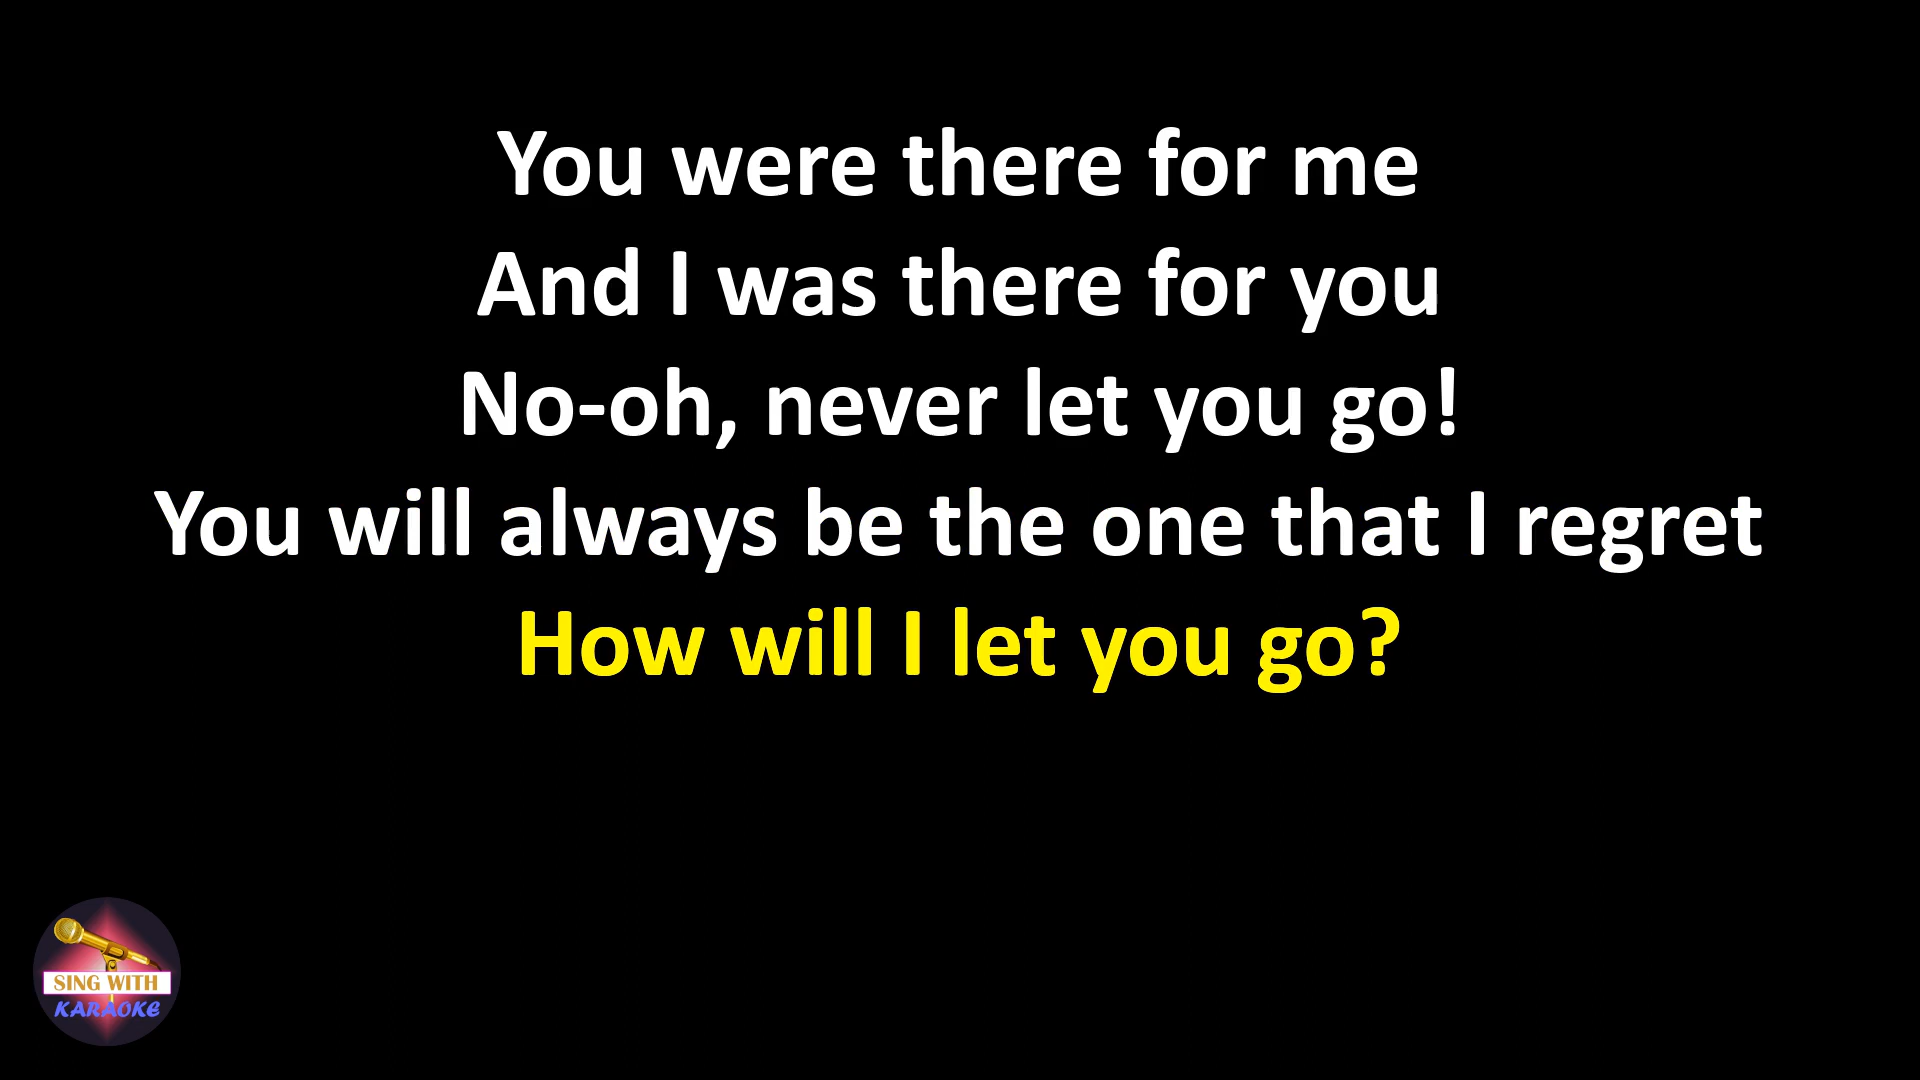 You were there for me
And I was there for you
No-oh, never let you go!
You will always be the one that I regret
How will I let you go?
SING WITH
KARAOKE